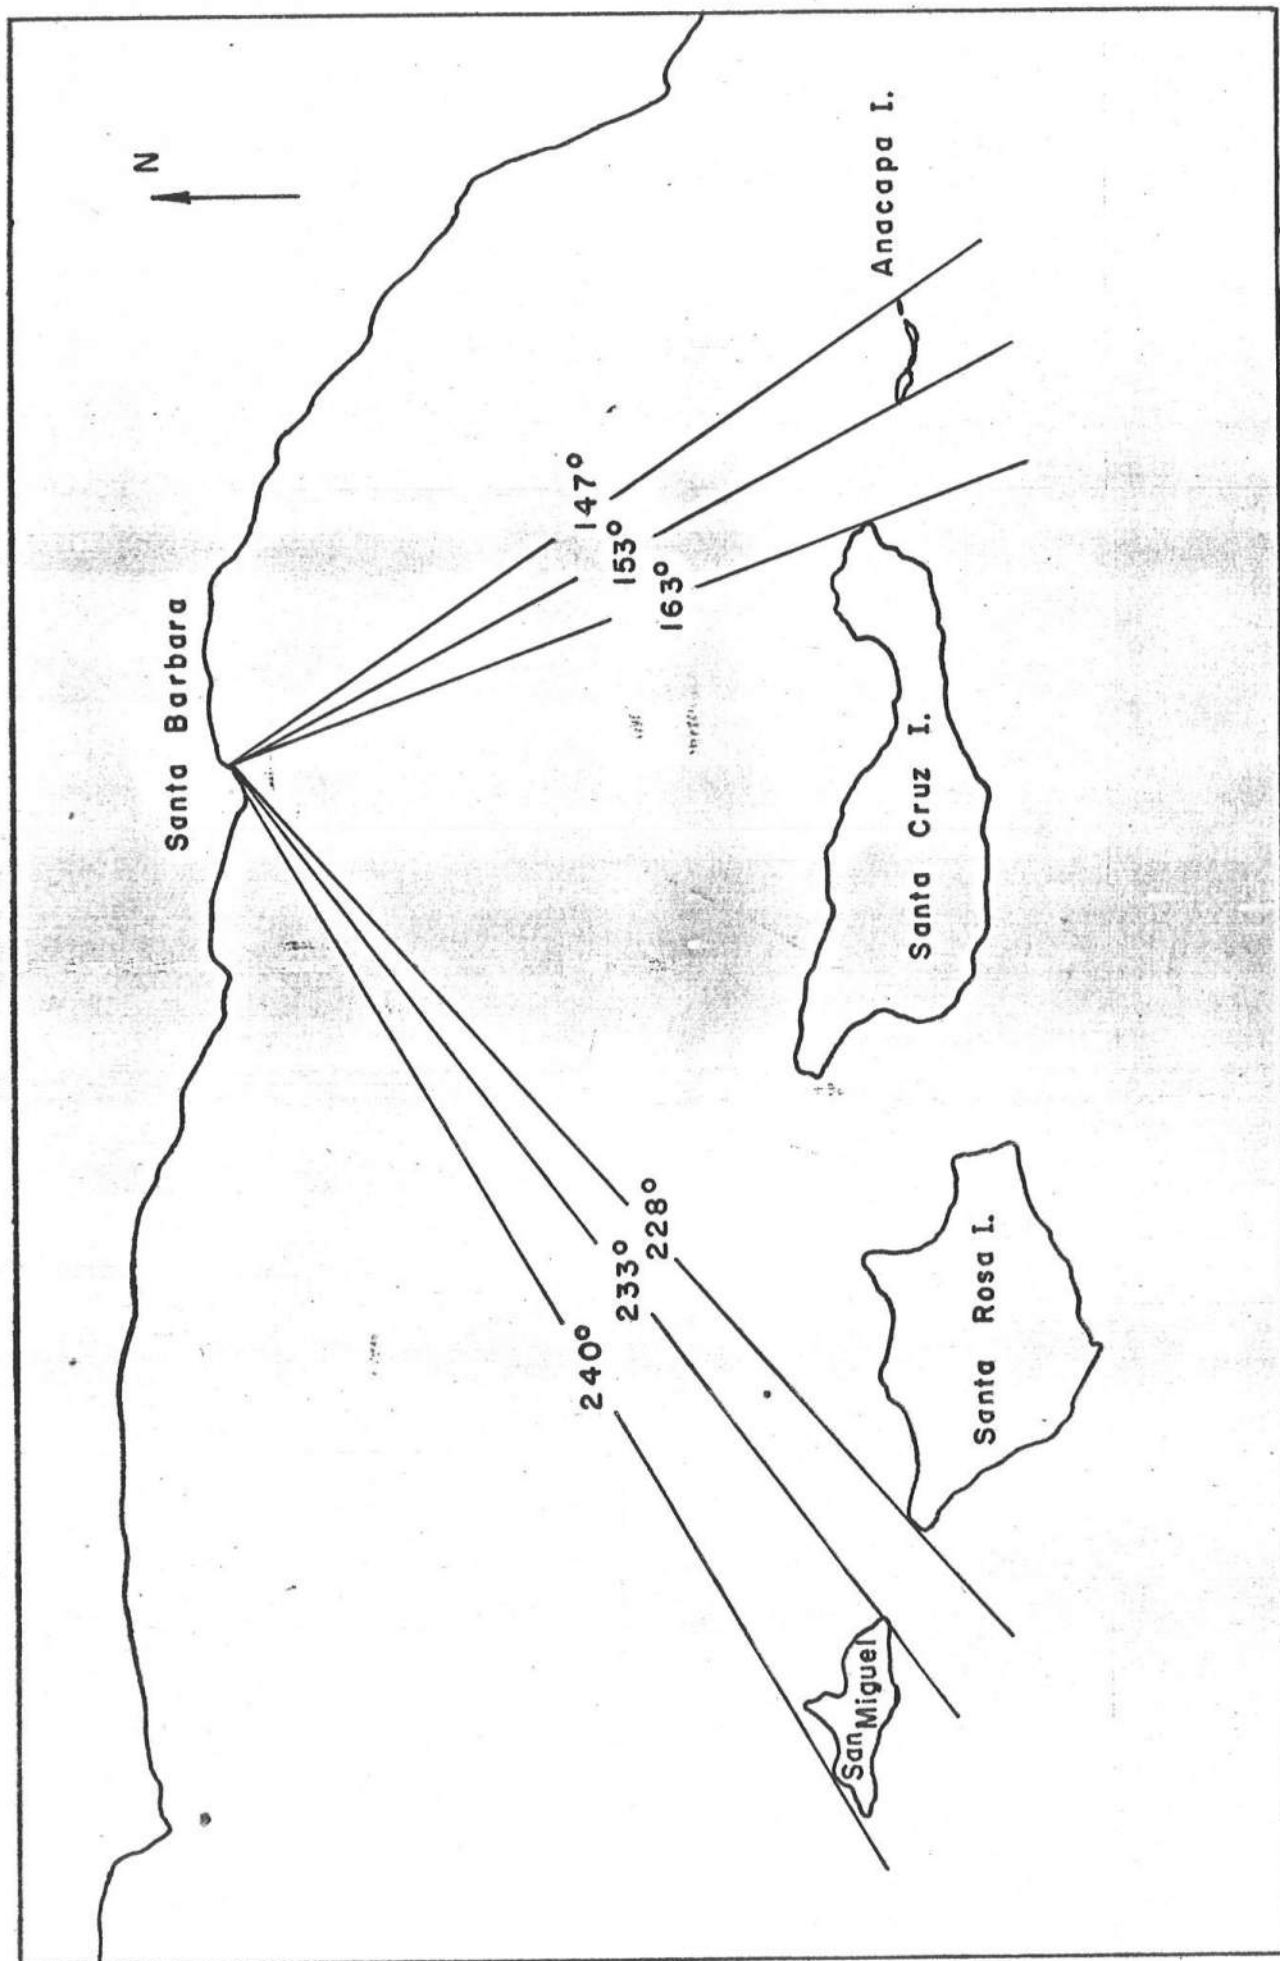 N
Santa Barbara
240°
233°
228°
163°
153°
147°
San Miguel
Santa Rosa I.
Santa Cruz I.
Anacapa I.